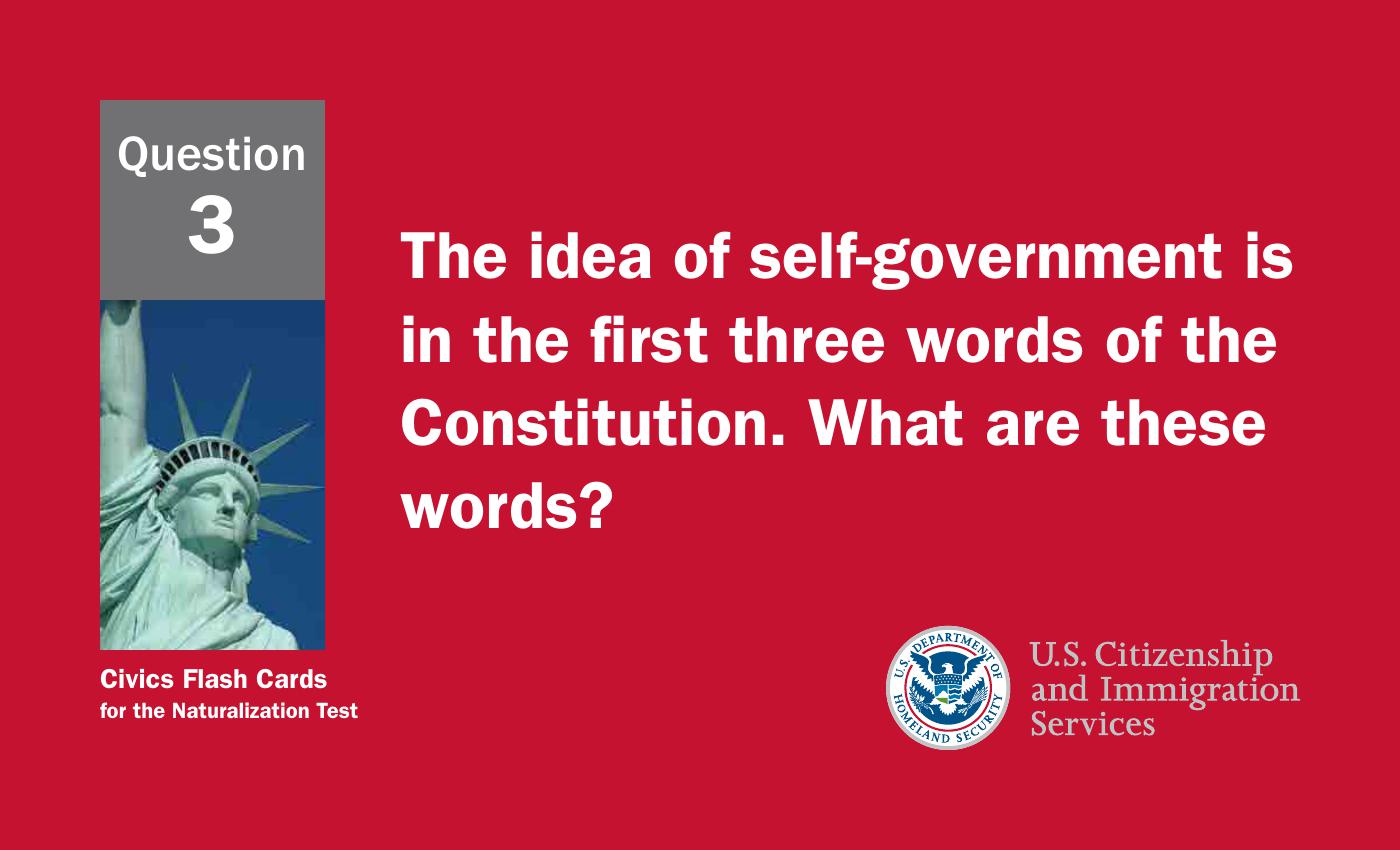 Question
3
The idea of self-government is
in the first three words of the
Constitution. What are these
words?
Civics Flash Cards
for the Naturalization Test
U.S. DEPARTMENT OF
HOMELAND SECURITY
U.S. Citizenship
and Immigration
Services